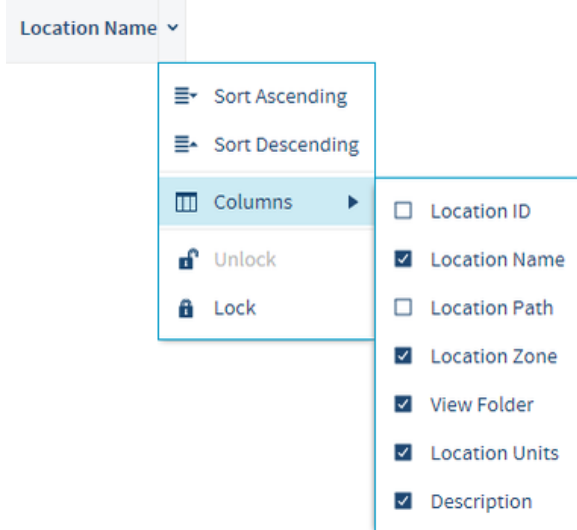 Location Name
Sort Ascending
Sort Descending
Columns
Unlock
Lock
Location ID
Location Name
Location Path
Location Zone
View Folder
Location Units
Description